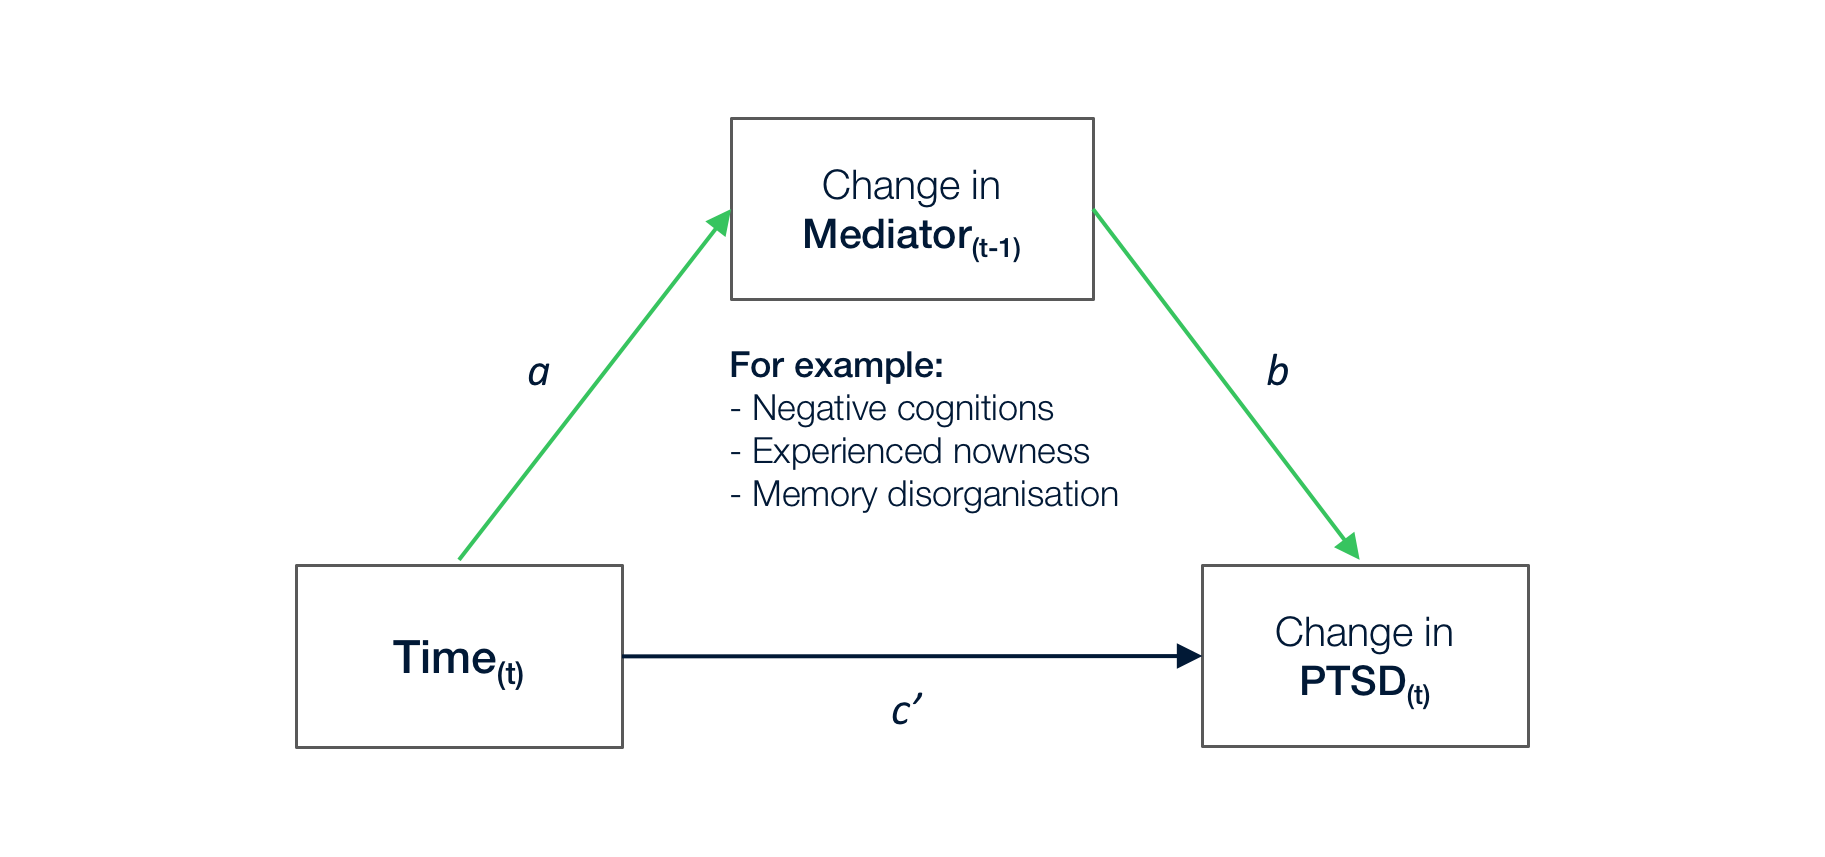 Change in
Mediator(t-1)
a
For example:
- Negative cognitions
- Experienced nowness
- Memory disorganisation
b
Time(t)
c’
Change in
PTSD(t)